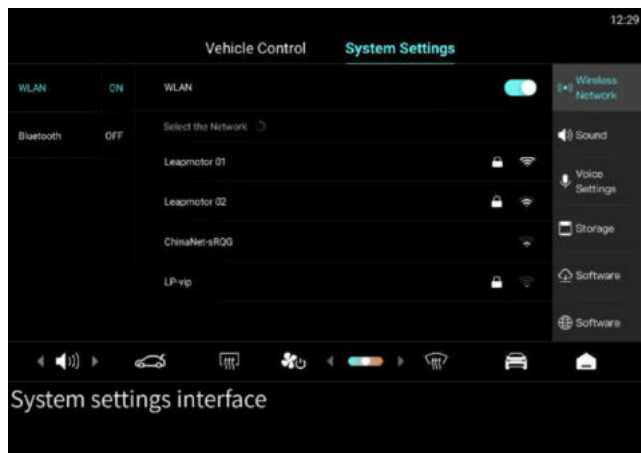 12:29
Vehicle Control
System Settings
WLAN
ON
WLAN
Wireless
Network
Select the Network
Bluetooth
OFF
Sound
Leapmotor 01
Voice
Settings
Leapmotor 02
ChinaNet-sRQG
Storage
LP-vip
Software
Software
System settings interface